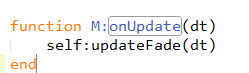 function M:onUpdate(dt)
    self:updateFade(dt)
end